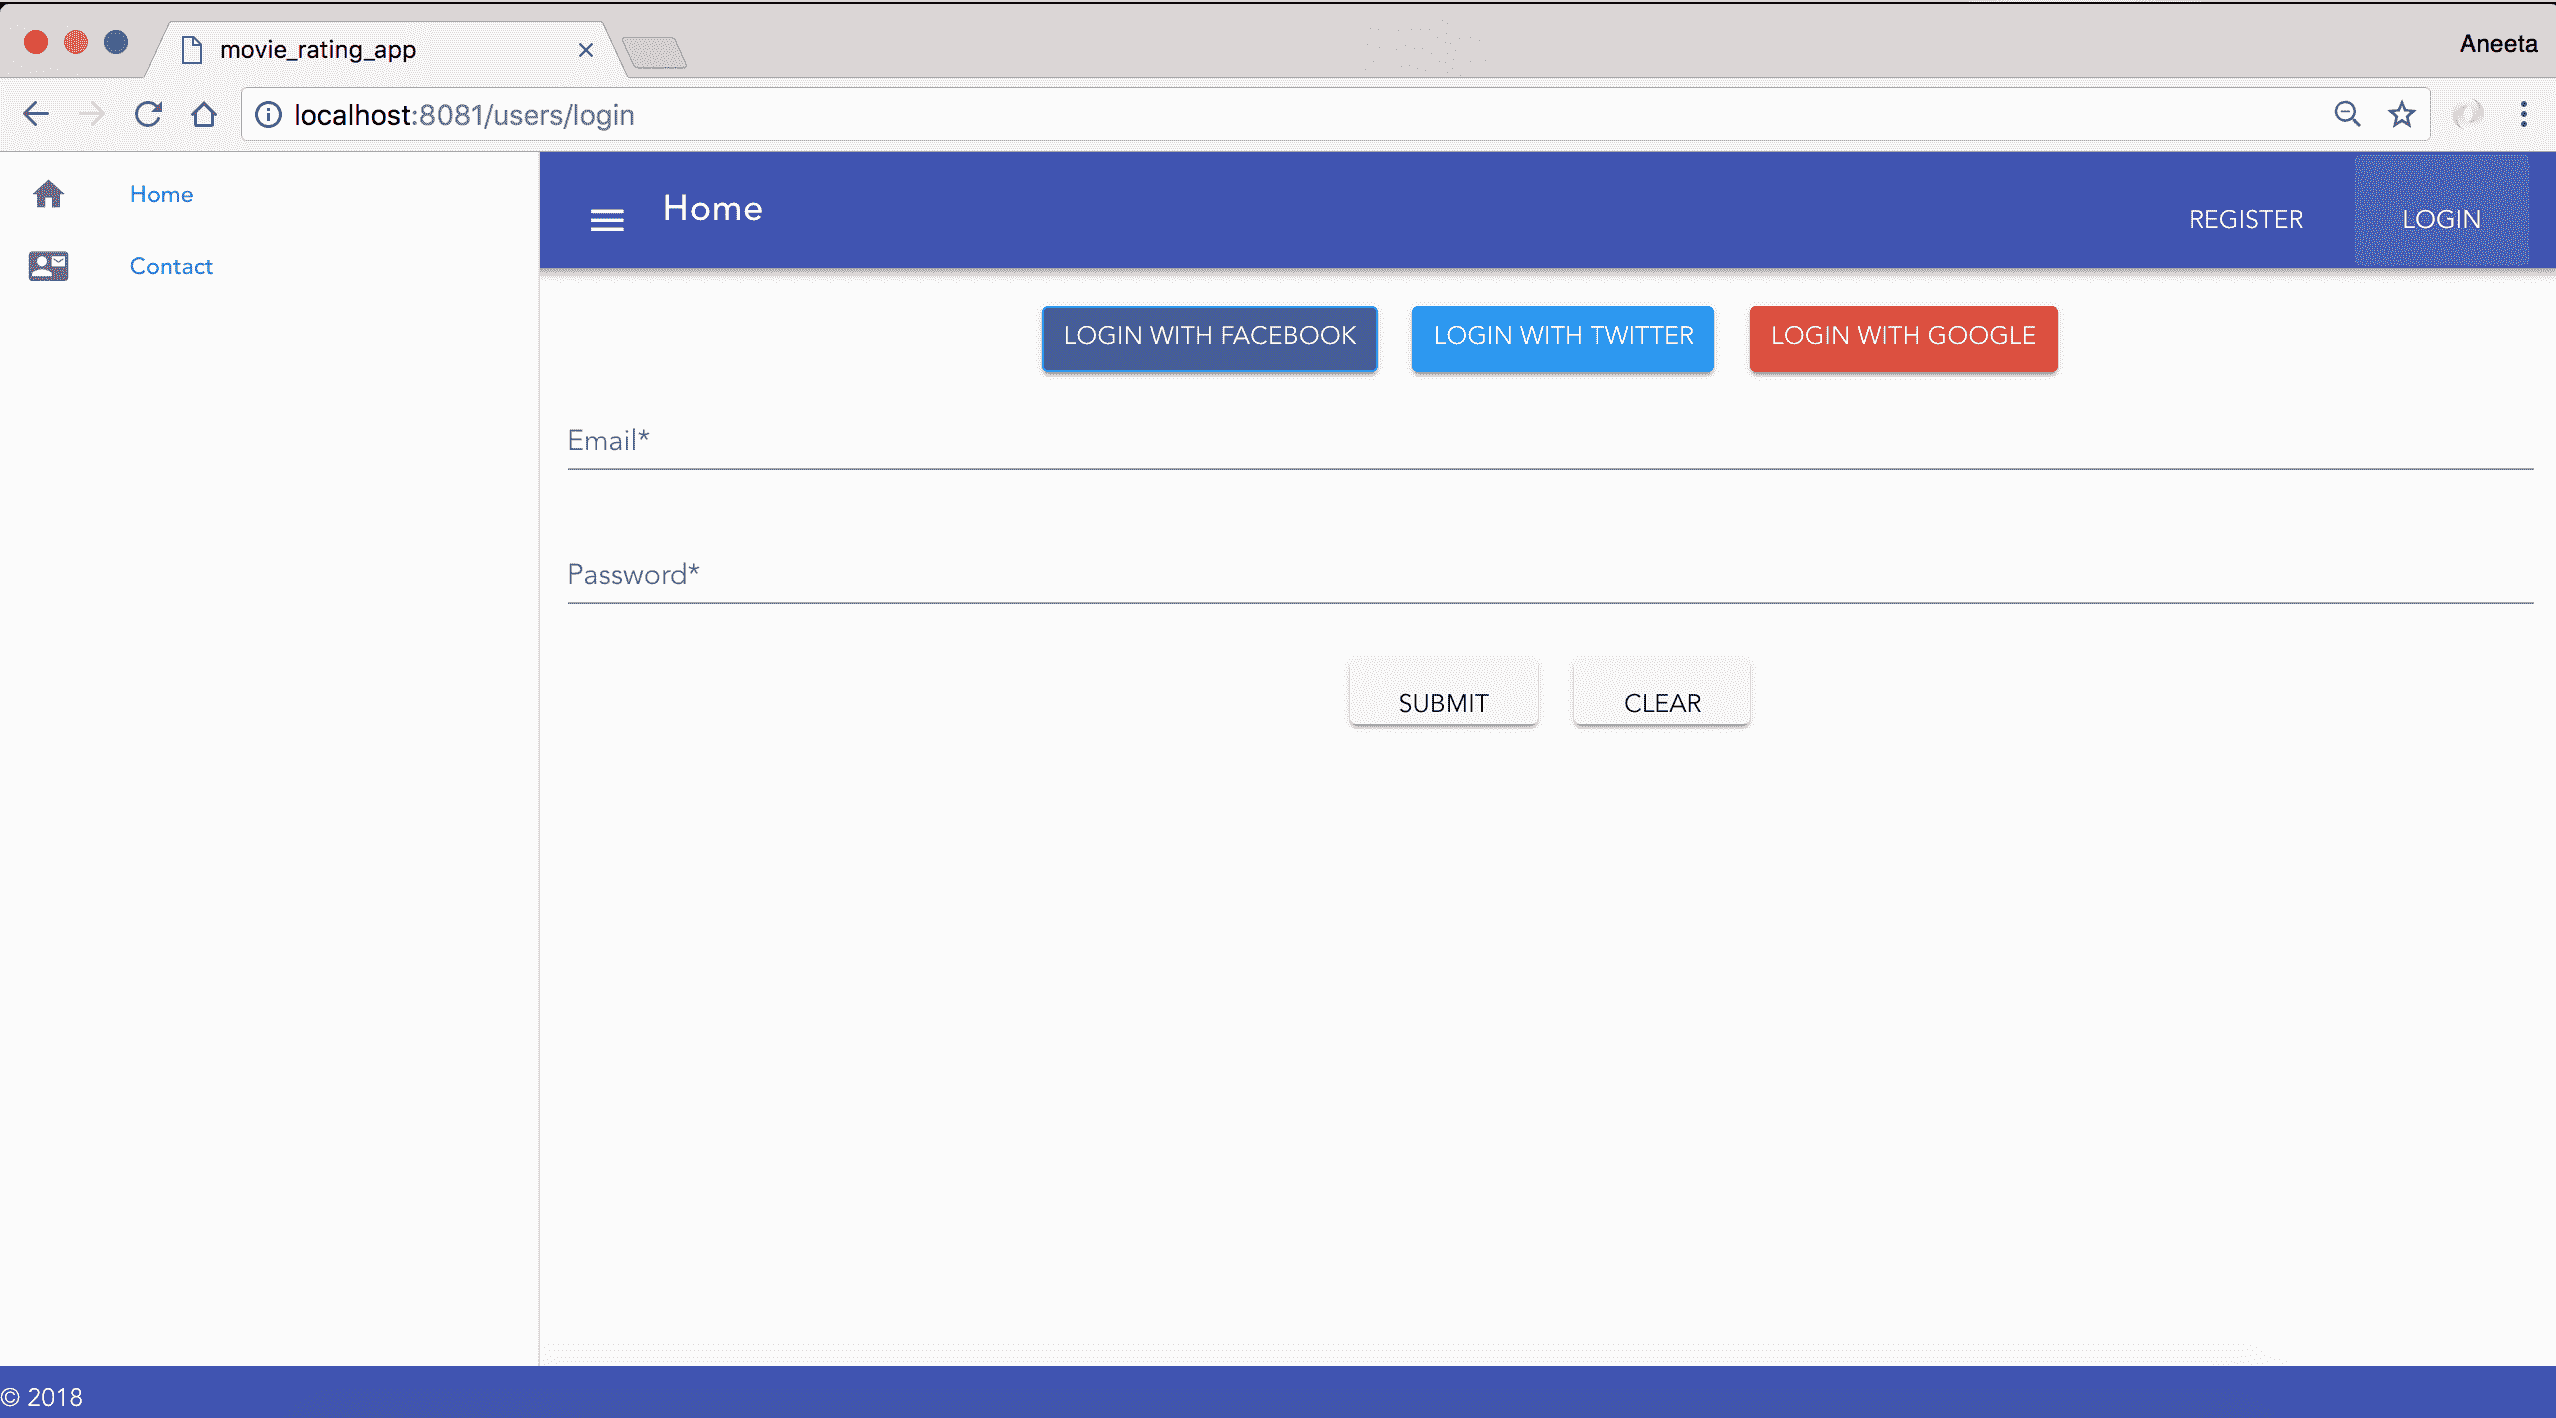 movie_rating_app
Aneeta
localhost:8081/users/login
Home
Contact
Home
REGISTER
LOGIN
LOGIN WITH FACEBOOK
LOGIN WITH TWITTER
LOGIN WITH GOOGLE
Email*
Password*
SUBMIT
CLEAR
© 2018